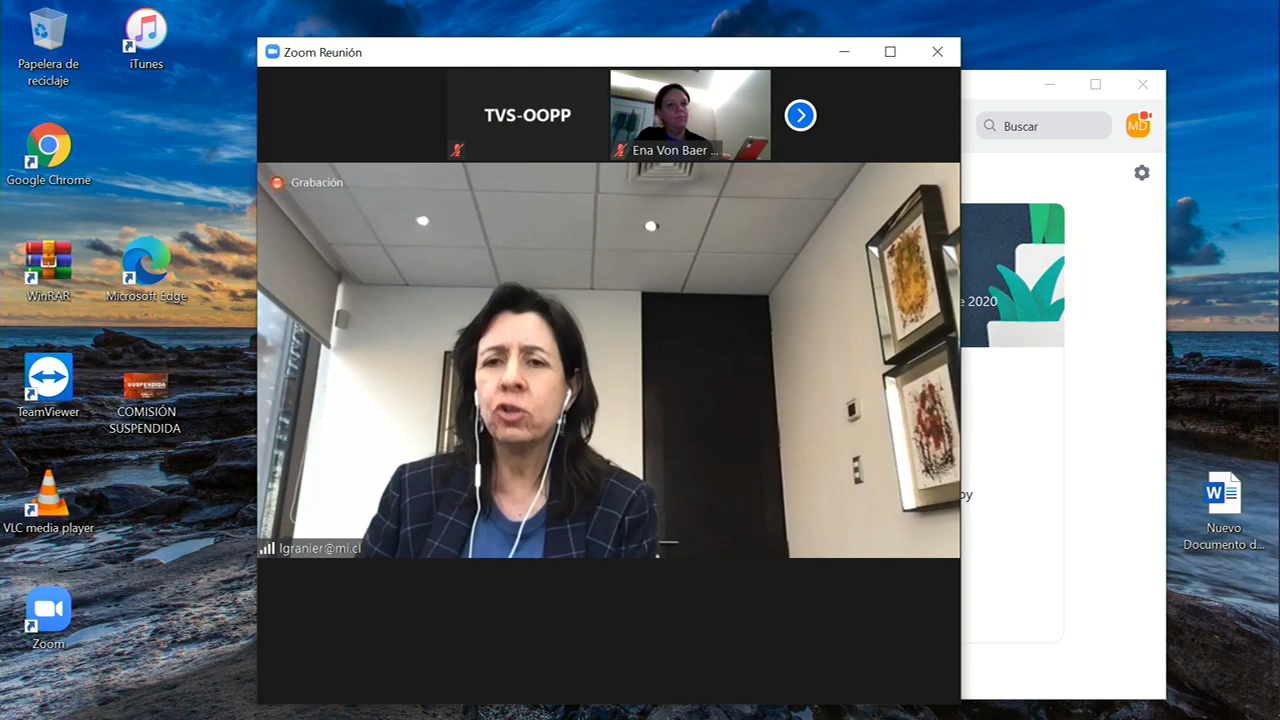 Papelera de
reciclaje
iTunes
Google Chrome
WinRAR
Microsoft Edge
TeamViewer
SUSPENDIDA
COMISIÓN
SUSPENDIDA
VLC media player
Zoom
Zoom Reunión
TVS-OOPP
Ena Von Baer ...
Grabación
lgranier@mi.cl
Buscar
MD
e 2020
oy
W
Nuevo
Documento d...